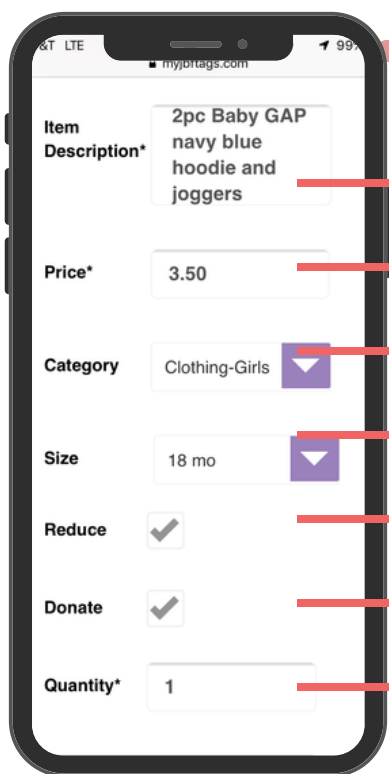 &T LTE 99%
myjbftags.com
Item
Description*
2pc Baby GAP
navy blue
hoodie and
joggers
Price* 3.50
Category Clothing-Girls
Size 18 mo
Reduce
Donate
Quantity* 1